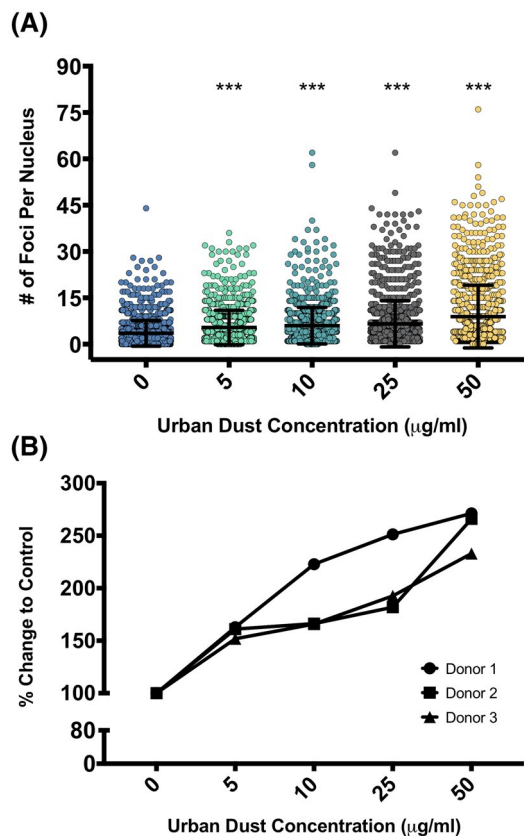 (A)
90
75
60
45
30
15
0
# of Foci Per Nucleus
*** *** *** ***
0 5 10 25 50
Urban Dust Concentration (μg/ml)
(B)
300
250
200
150
100
80
0
% Change to Control
Donor 1
Donor 2
Donor 3
0 5 10 25 50
Urban Dust Concentration (μg/ml)